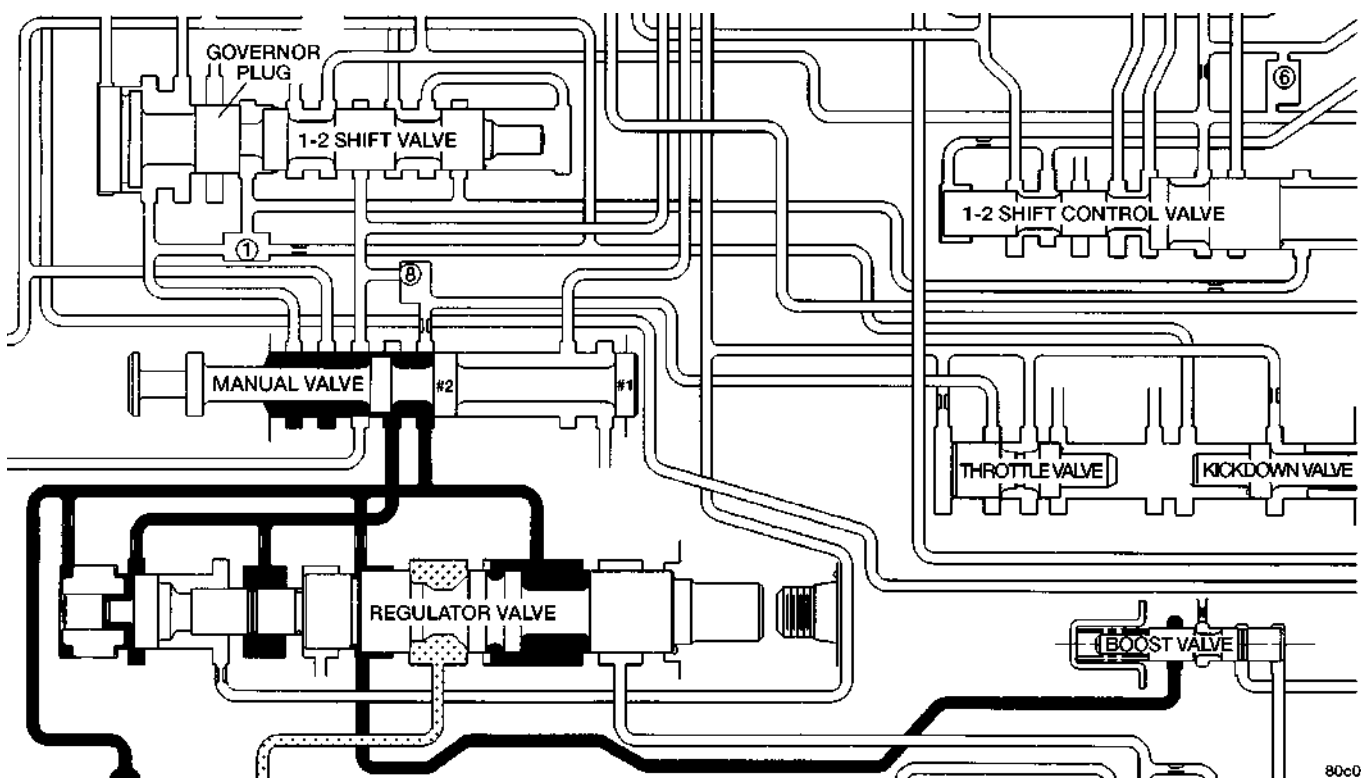 GOVERNOR
PLUG
6
1-2 SHIFT VALVE
1-2 SHIFT CONTROL VALVE
1
8
MANUAL VALVE
#2
#1
THROTTLE VALVE
KICKDOWN VALVE
REGULATOR VALVE
BOOST VALVE
80c0